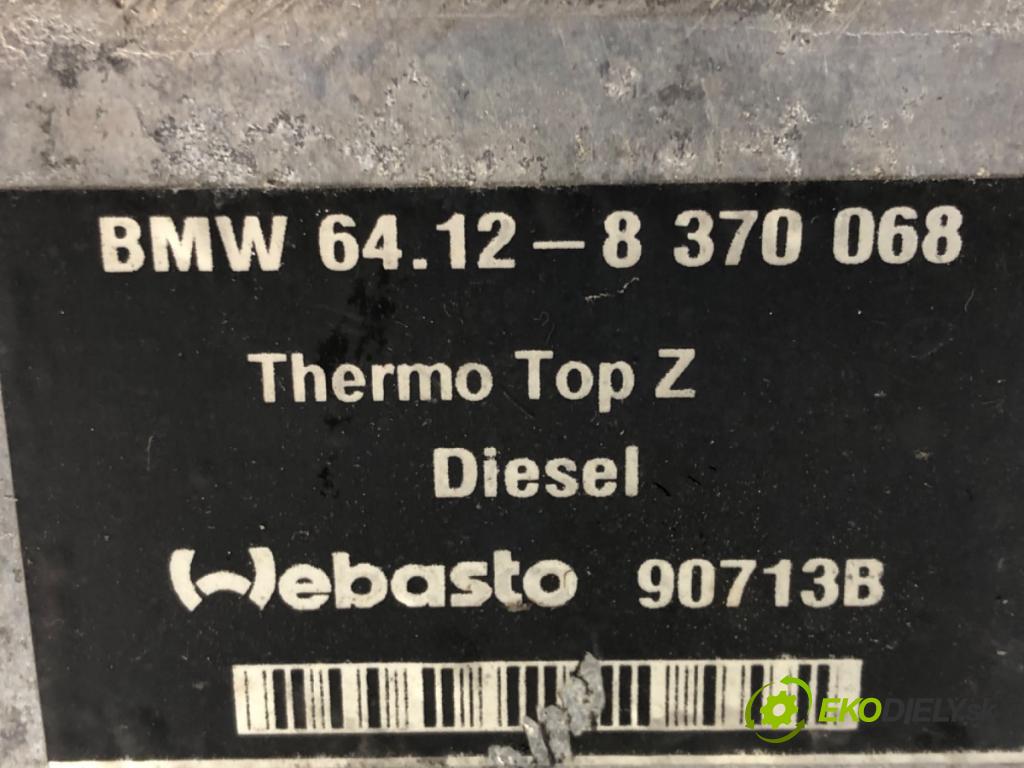 BMW 64.12-8 370 068
Thermo Top Z
Diesel
Webasto 90713B
EKODIELY.sk